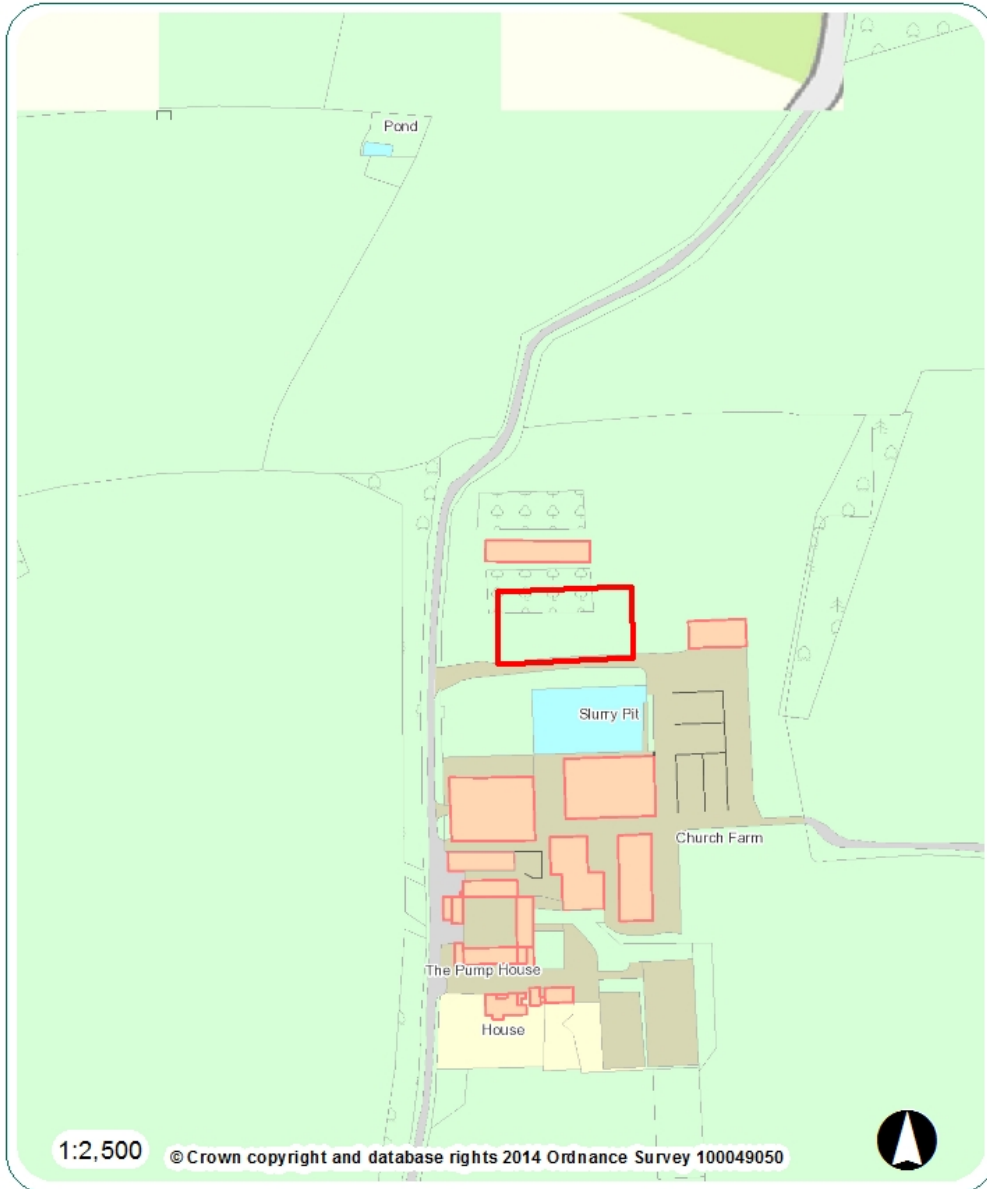 Pond
Slurry Pit
Church Farm
The Pump House
House
1:2,500
© Crown copyright and database rights 2014 Ordnance Survey 100049050